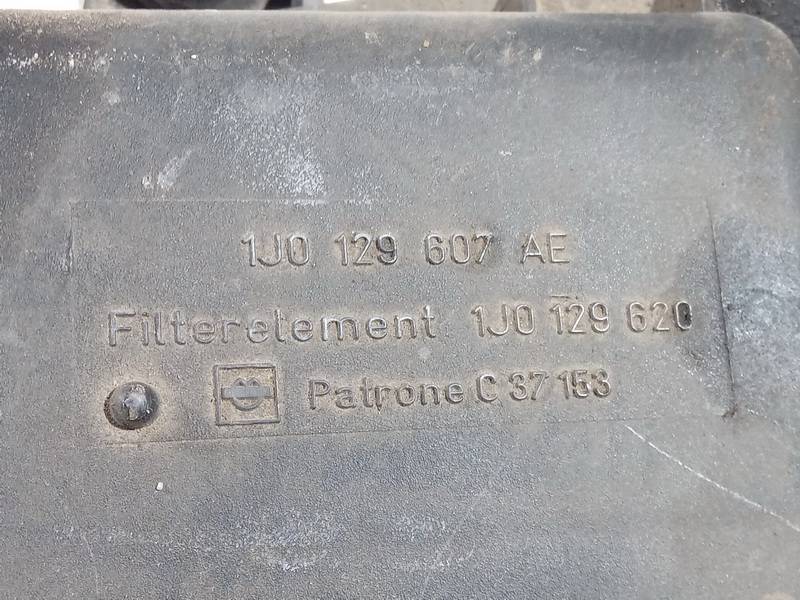 1J0 129 607 AE
Filterelement 1J0 129 620
Patrone C 37 153